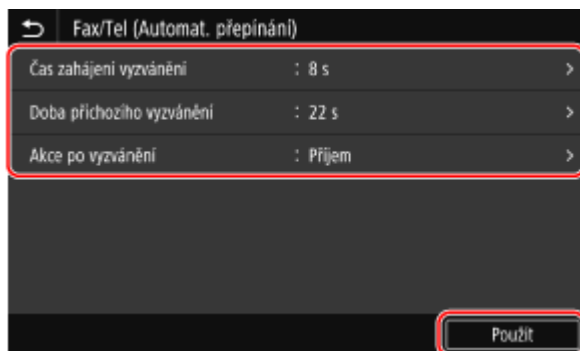 Fax/Tel (Automat. přepínání)
Čas zahájení vyzvánění : 8 s
Doba příchozího vyzvánění : 22 s
Akce po vyzvánění : Příjem
Použít